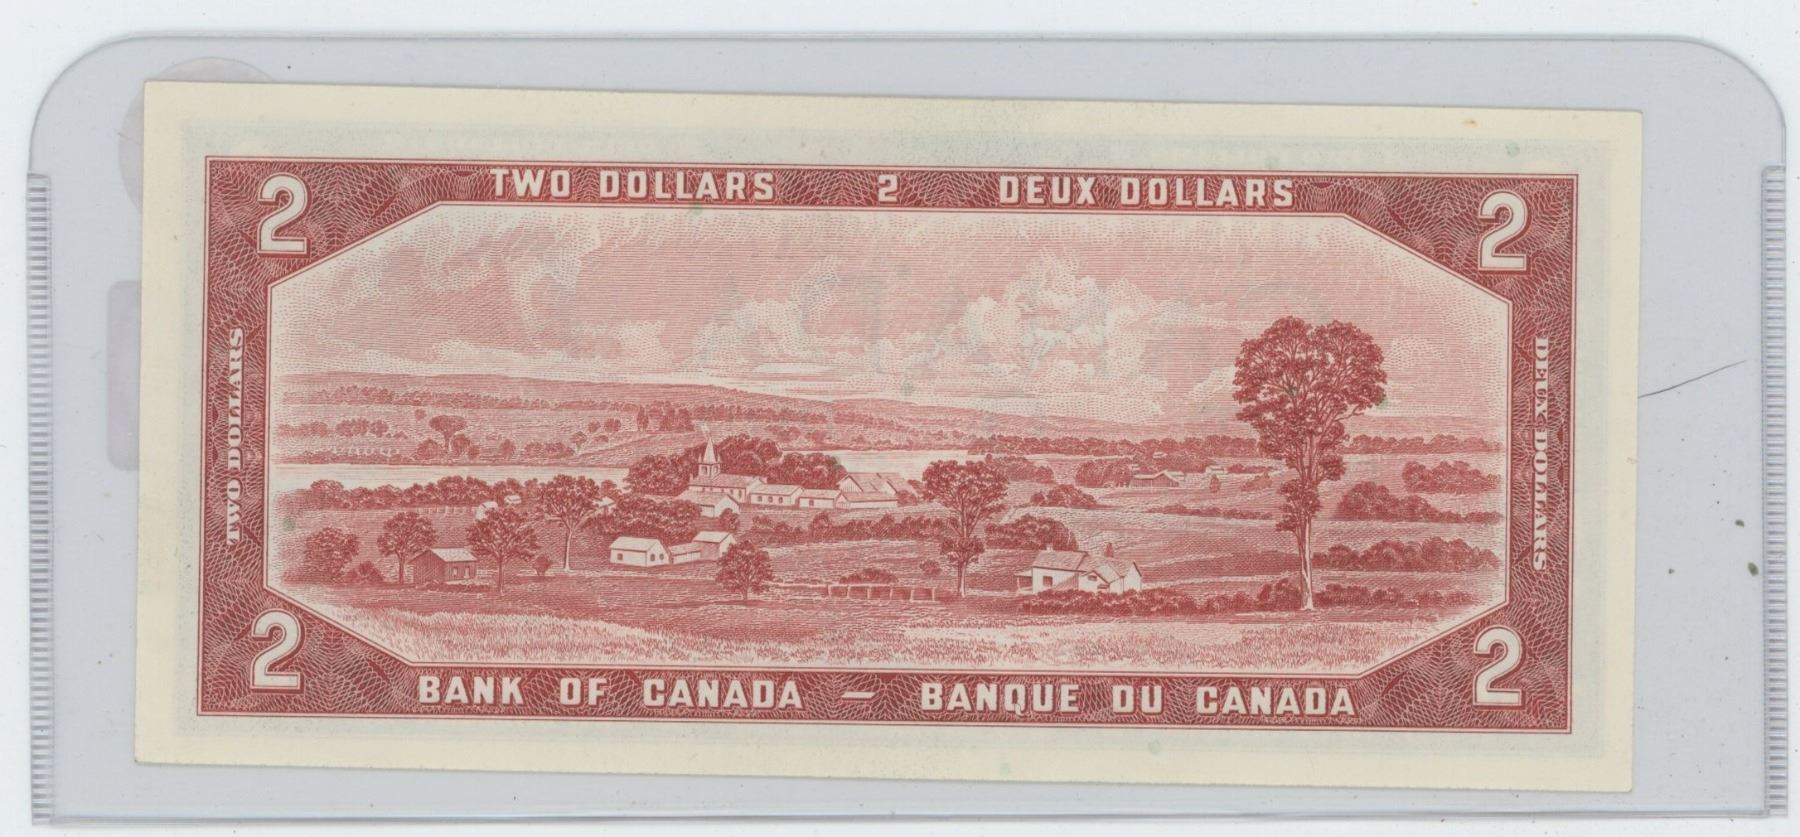 2 TWO DOLLARS 2 DEUX DOLLARS 2
TWO DOLLARS
DEUX DOLLARS
2 BANK OF CANADA – BANQUE DU CANADA 2